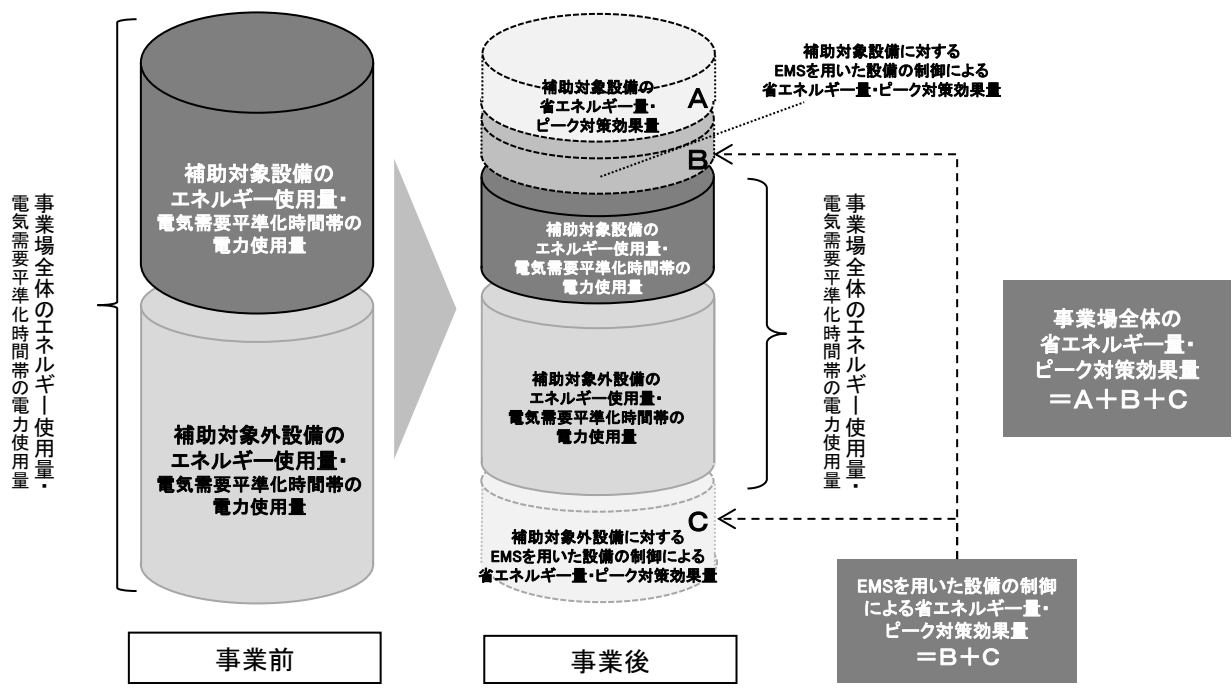 事業場全体のエネルギー使用量・
電気需要平準化時間帯の電力使用量
補助対象設備の
エネルギー使用量・
電気需要平準化時間帯の
電力使用量
補助対象外設備の
エネルギー使用量・
電気需要平準化時間帯の
電力使用量
事業前
補助対象設備の
省エネルギー量・
ピーク対策効果量
A
B
補助対象設備に対する
EMSを用いた設備の制御による
省エネルギー量・ピーク対策効果量
補助対象設備の
エネルギー使用量・
電気需要平準化時間帯の
電力使用量
補助対象外設備の
エネルギー使用量・
電気需要平準化時間帯の
電力使用量
C
補助対象外設備に対する
EMSを用いた設備の制御による
省エネルギー量・ピーク対策効果量
事業後
事業場全体のエネルギー使用量・
電気需要平準化時間帯の電力使用量
事業場全体の
省エネルギー量・
ピーク対策効果量
＝A＋B＋C
EMSを用いた設備の制御
による省エネルギー量・
ピーク対策効果量
＝B＋C